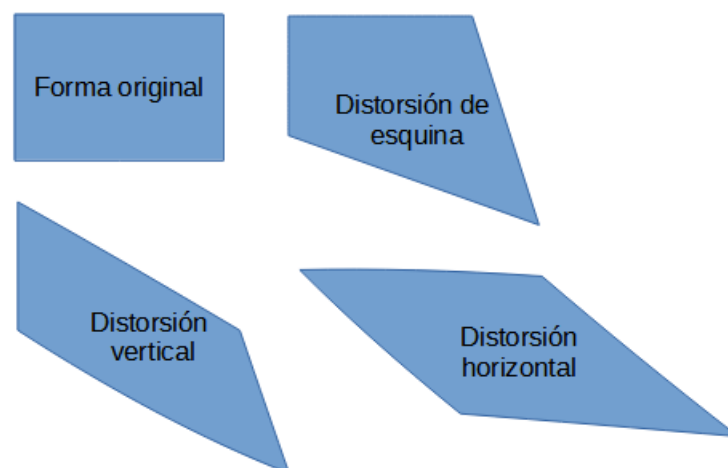 Forma original
Distorsión de
esquina
Distorsión
vertical
Distorsión
horizontal